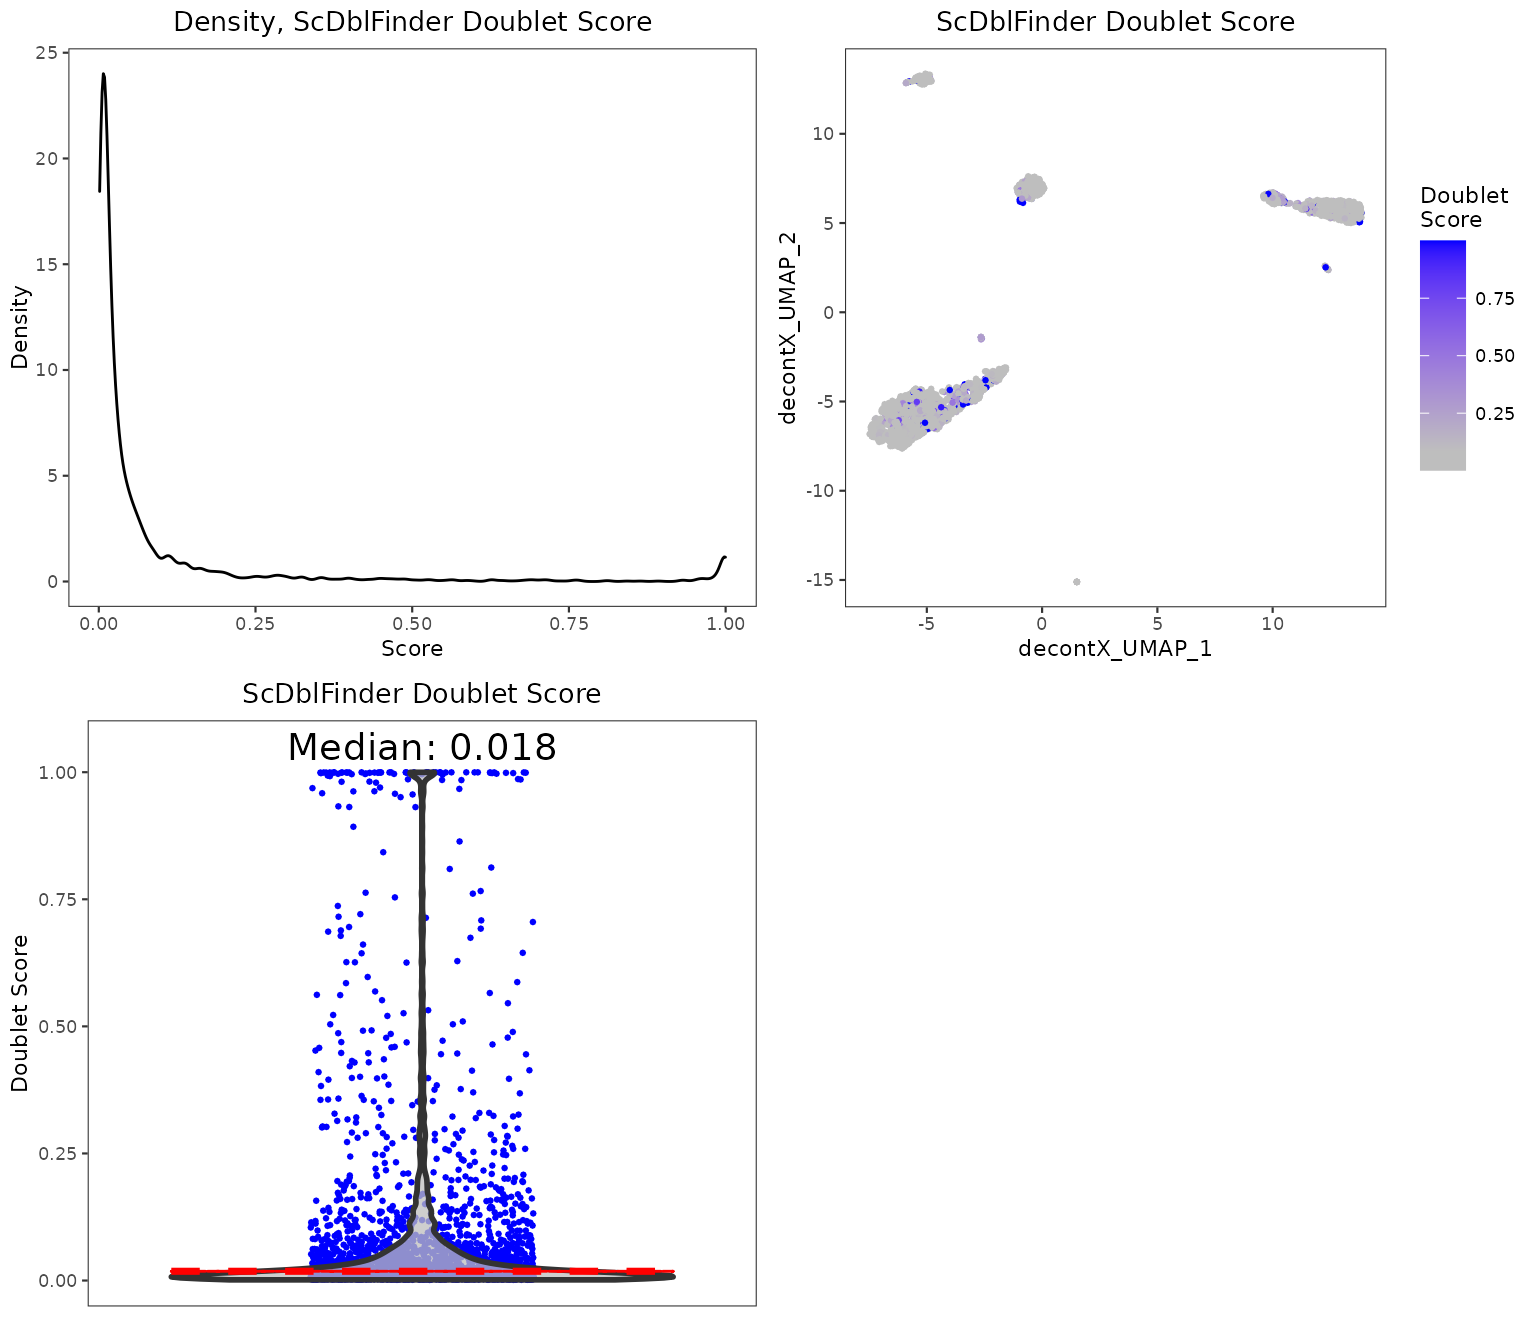 Density, ScDblFinder Doublet Score
25
20
15
10
5
0
Density
0.00 0.25 0.50 0.75 1.00
Score
ScDblFinder Doublet Score
10
5
0
-5
-10
-15
decontX_UMAP_2
-5 0 5 10
decontX_UMAP_1
Doublet
Score
0.75
0.50
0.25
ScDblFinder Doublet Score
Median: 0.018
1.00
0.75
0.50
0.25
0.00
Doublet Score